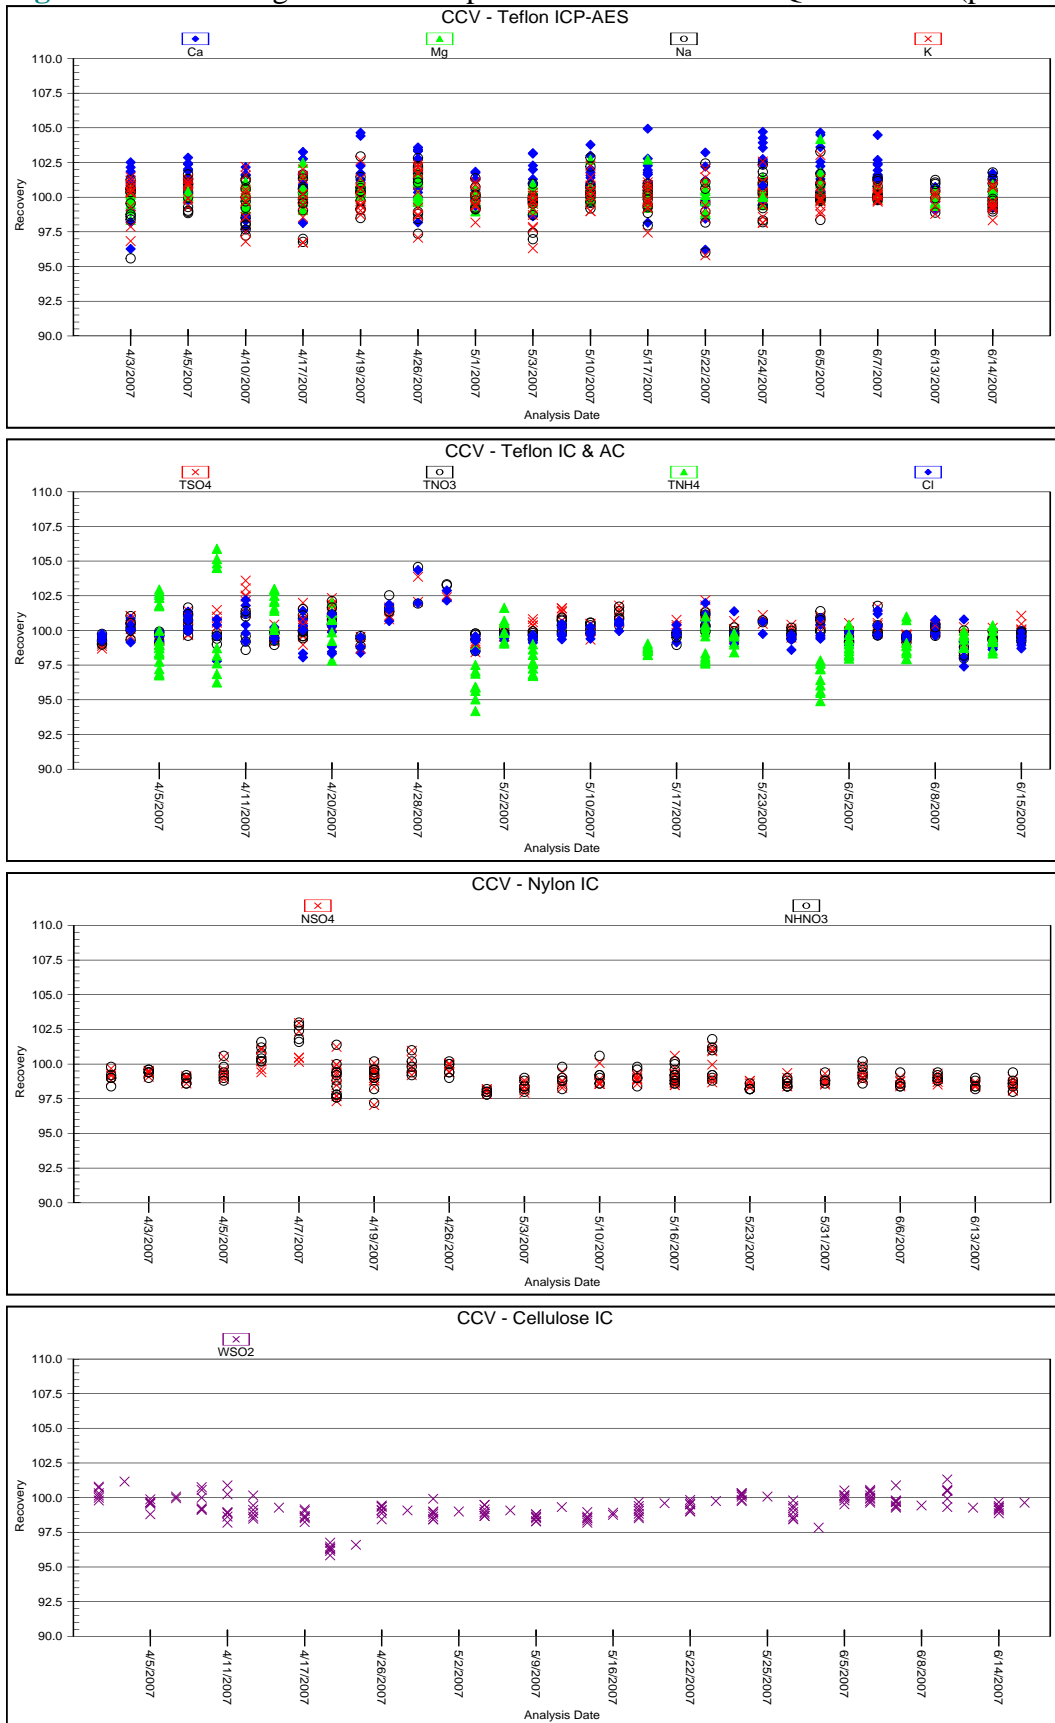 CCV - Teflon ICP-AES
Ca Mg Na K
110.0
107.5
105.0
102.5
100.0
97.5
95.0
92.5
90.0
Recovery
4/3/2007 4/5/2007 4/10/2007 4/17/2007 4/19/2007 4/26/2007 5/1/2007 5/3/2007 5/10/2007 5/17/2007 5/22/2007 5/24/2007 6/5/2007 6/7/2007 6/13/2007 6/14/2007
Analysis Date
CCV - Teflon IC & AC
TSO4 TNO3 TNH4 Cl
110.0
107.5
105.0
102.5
100.0
97.5
95.0
92.5
90.0
Recovery
4/5/2007 4/11/2007 4/20/2007 4/28/2007 5/2/2007 5/10/2007 5/17/2007 5/23/2007 6/5/2007 6/8/2007 6/15/2007
Analysis Date
CCV - Nylon IC
NSO4 NHNO3
110.0
107.5
105.0
102.5
100.0
97.5
95.0
92.5
90.0
Recovery
4/3/2007 4/5/2007 4/7/2007 4/19/2007 4/26/2007 5/3/2007 5/10/2007 5/16/2007 5/23/2007 5/31/2007 6/6/2007 6/13/2007
Analysis Date
CCV - Cellulose IC
WSO2
110.0
107.5
105.0
102.5
100.0
97.5
95.0
92.5
90.0
Recovery
4/5/2007 4/11/2007 4/17/2007 4/26/2007 5/2/2007 5/9/2007 5/16/2007 5/22/2007 5/25/2007 6/5/2007 6/8/2007 6/14/2007
Analysis Date